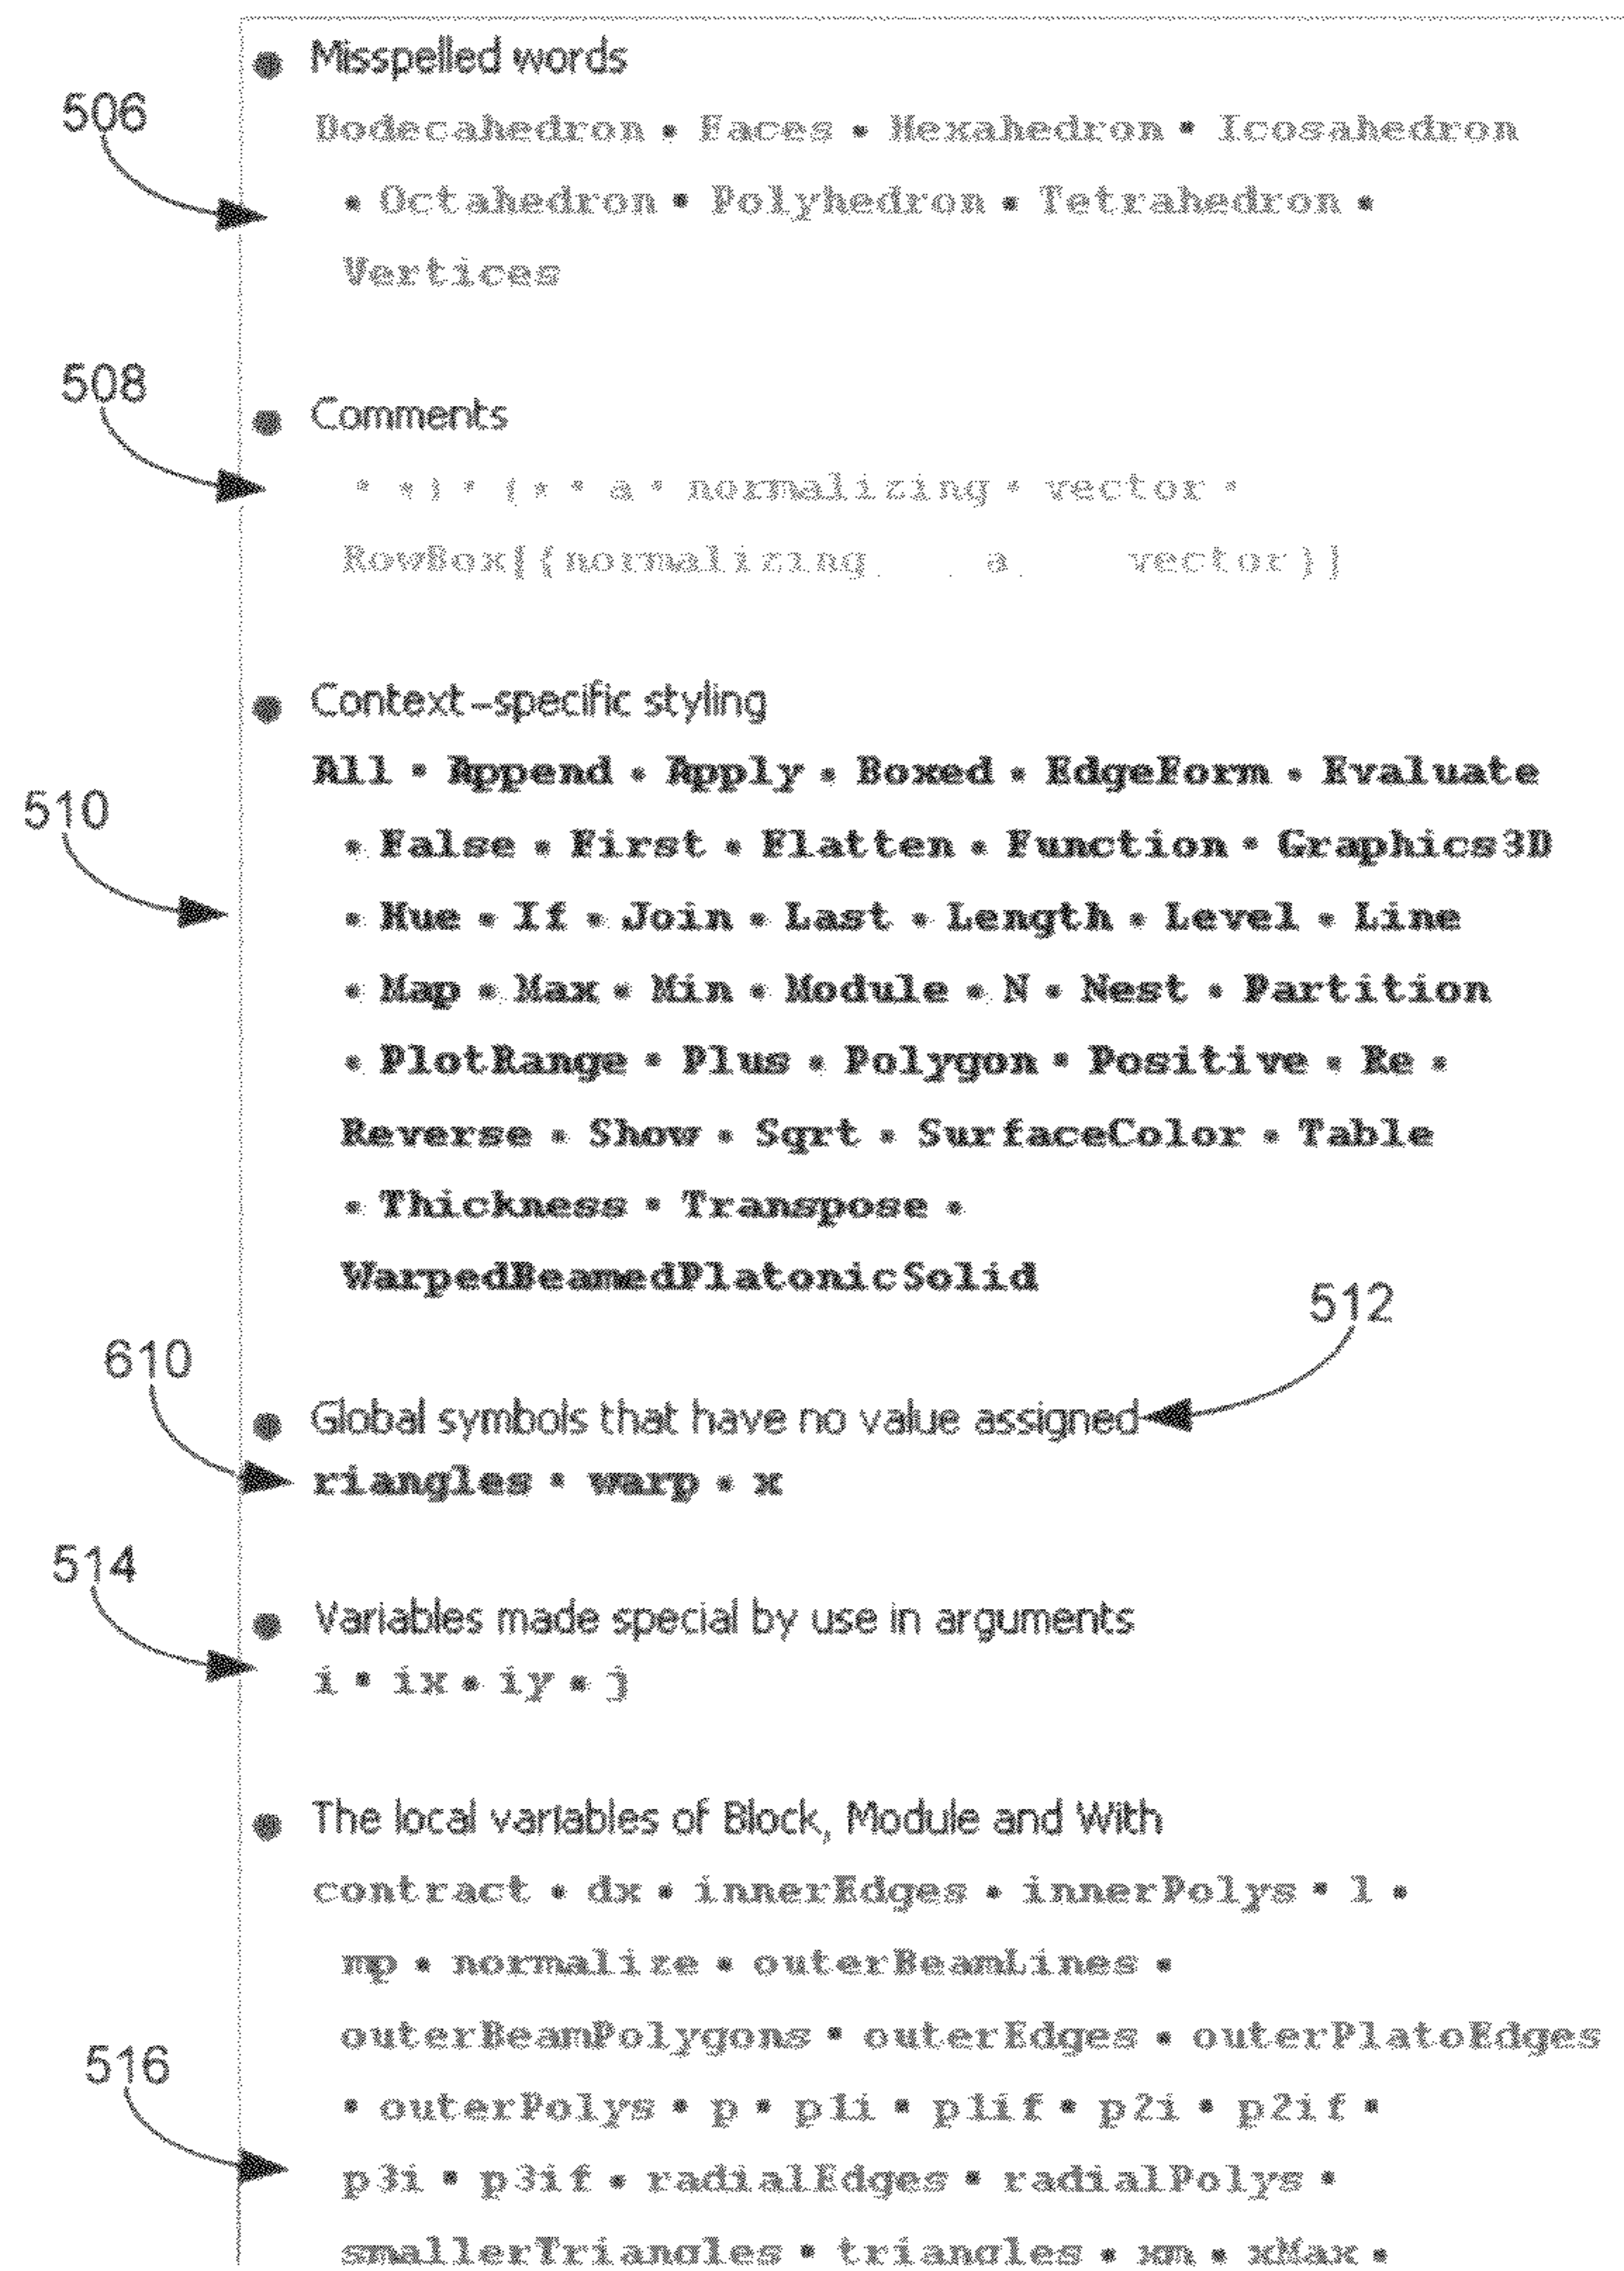 • Misspelled words
506
Dodecahedron • Faces • Hexahedron • Icosahedron
• Octahedron • Polyhedron • Tetrahedron •
Vertices
508
• Comments
• *) • (* • a • normalizing • vector •
RowBox[{normalizing, , a, vector}]
• Context-specific styling
All • Append • Apply • Boxed • EdgeForm • Evaluate
510
• False • First • Flatten • Function • Graphics3D
• Hue • If • Join • Last • Length • Level • Line
• Map • Max • Min • Module • N • Nest • Partition
• PlotRange • Plus • Polygon • Positive • Re •
Reverse • Show • Sqrt • SurfaceColor • Table
• Thickness • Transpose •
WarpedBeamedPlatonicSolid
512
610
• Global symbols that have no value assigned
riangles • warp • x
514
• Variables made special by use in arguments
i • ix • iy • j
• The local variables of Block, Module and With
contract • dx • innerEdges • innerPolys • l •
mp • normalize • outerBeamLines •
outerBeamPolygons • outerEdges • outerPlatoEdges
516
• outerPolys • p • p1i • p1if • p2i • p2if •
p3i • p3if • radialEdges • radialPolys •
smallerTriangles • triangles • xm • xMax •